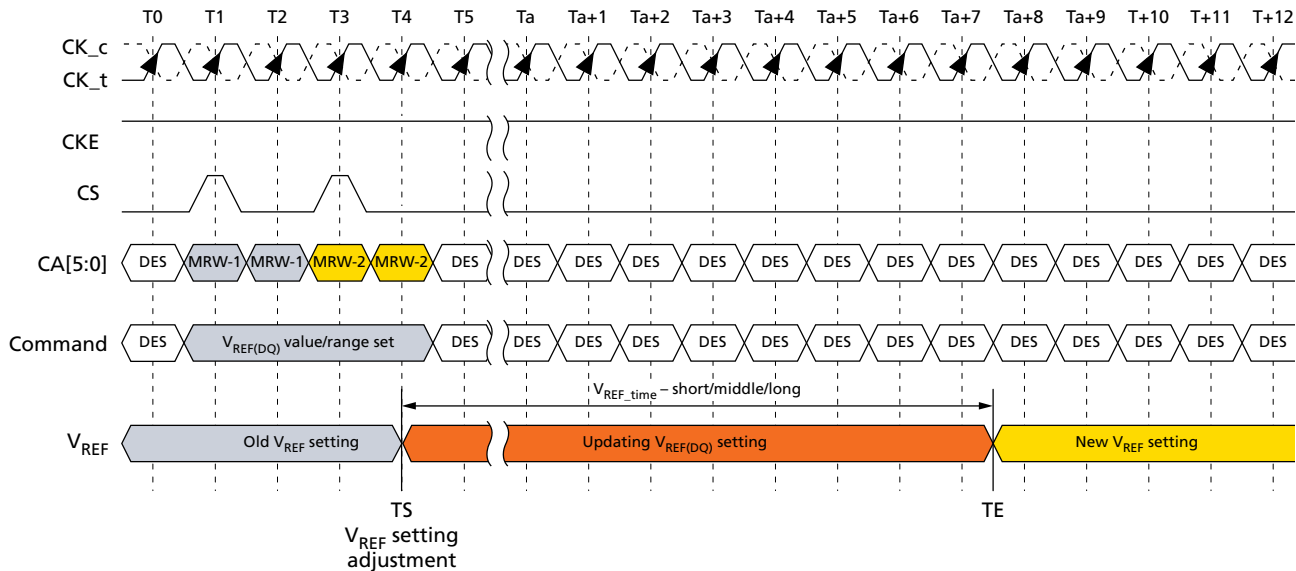 T0 T1 T2 T3 T4 T5 Ta Ta+1 Ta+2 Ta+3 Ta+4 Ta+5 Ta+6 Ta+7 Ta+8 Ta+9 T+10 T+11 T+12
CK_c
CK_t
CKE
CS
CA[5:0] DES MRW-1 MRW-1 MRW-2 MRW-2 DES DES DES DES DES DES DES DES DES DES DES DES DES DES
Command DES VREF(DQ) value/range set DES DES DES DES DES DES DES DES DES DES DES DES DES DES
VREF_time – short/middle/long
VREF Old VREF setting Updating VREF(DQ) setting New VREF setting
TS TE
VREF setting
adjustment